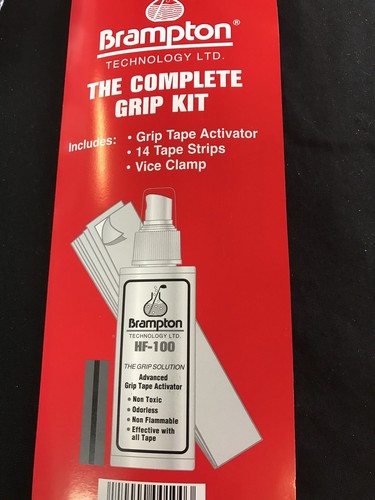 Brampton®
TECHNOLOGY LTD.
THE COMPLETE
GRIP KIT
Includes: • Grip Tape Activator
• 14 Tape Strips
• Vice Clamp
Brampton
TECHNOLOGY LTD.
HF-100
THE GRIP SOLUTION
Advanced
Grip Tape Activator
• Non Toxic
• Odorless
• Non Flammable
• Effective with
all Tape